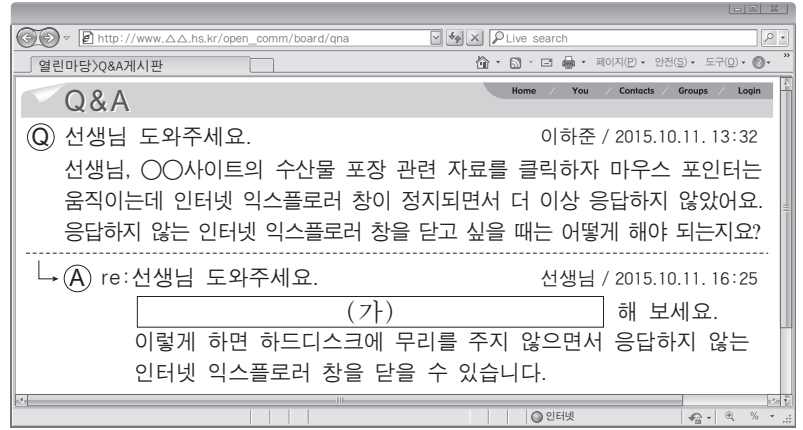 http://www.△△.hs.kr/open_comm/board/qna
Live search
열린마당〉Q&A게시판
페이지(P) 안전(S) 도구(O)
Q&A
Home / You / Contacts / Groups / Login
Ⓠ 선생님 도와주세요. 이하준 / 2015.10.11. 13:32
선생님, ○○사이트의 수산물 포장 관련 자료를 클릭하자 마우스 포인터는
움직이는데 인터넷 익스플로러 창이 정지되면서 더 이상 응답하지 않았어요.
응답하지 않는 인터넷 익스플로러 창을 닫고 싶을 때는 어떻게 해야 되는지요?
Ⓐ re:선생님 도와주세요. 선생님 / 2015.10.11. 16:25
(가) 해 보세요.
이렇게 하면 하드디스크에 무리를 주지 않으면서 응답하지 않는
인터넷 익스플로러 창을 닫을 수 있습니다.
인터넷 %